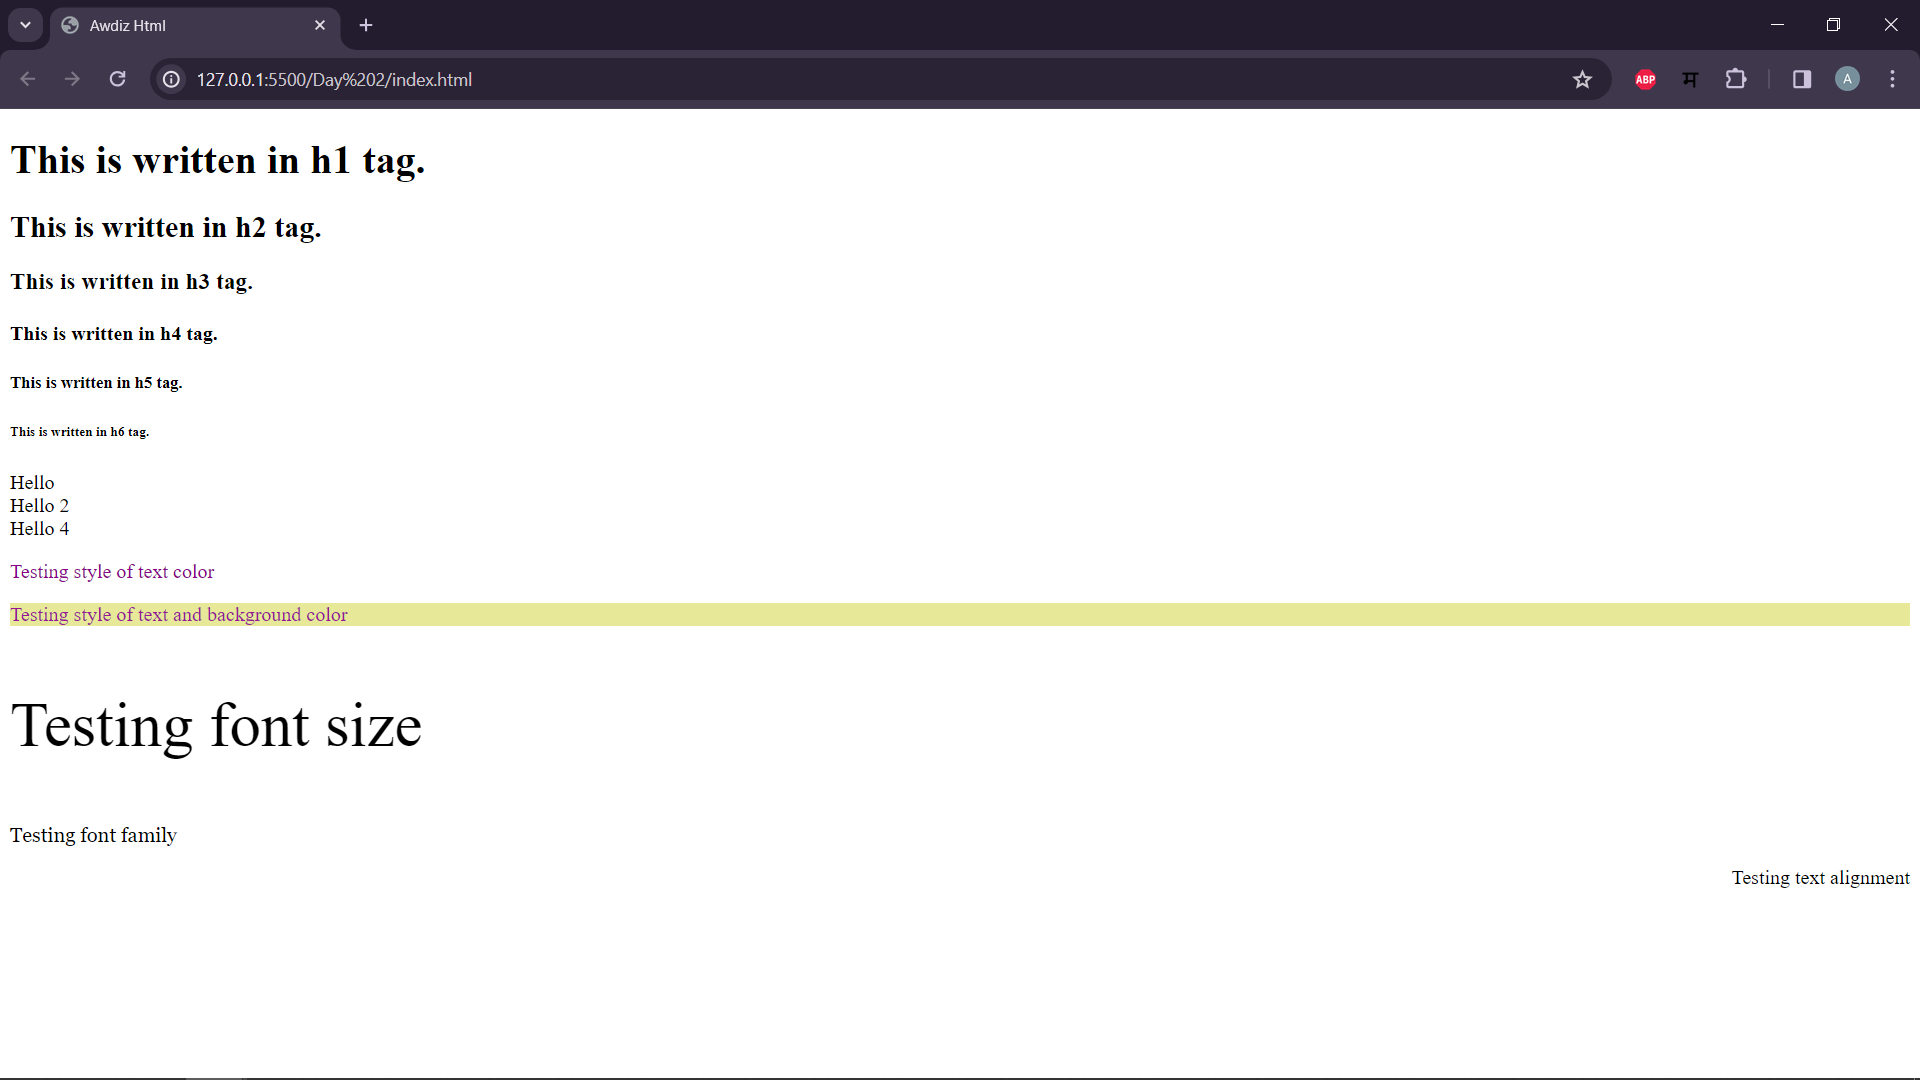 Awdiz Html
127.0.0.1:5500/Day%202/index.html
ABP
म
A
This is written in h1 tag.
This is written in h2 tag.
This is written in h3 tag.
This is written in h4 tag.
This is written in h5 tag.
This is written in h6 tag.
Hello
Hello 2
Hello 4
Testing style of text color
Testing style of text and background color
Testing font size
Testing font family
Testing text alignment